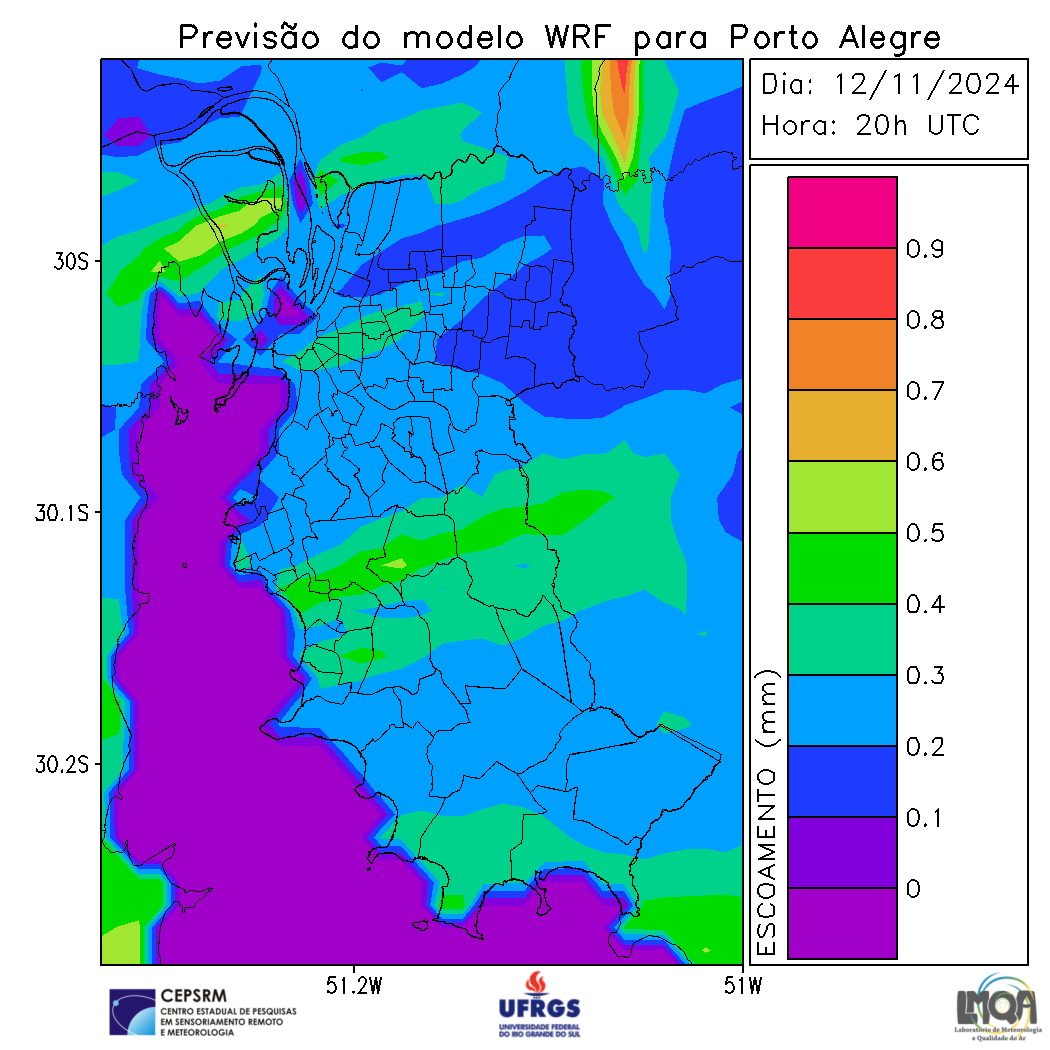 Previsão do modelo WRF para Porto Alegre
Dia: 12/11/2024
Hora: 20h UTC
30S
30.1S
30.2S
51.2W
51W
ESCOAMENTO (mm)
0.9
0.8
0.7
0.6
0.5
0.4
0.3
0.2
0.1
0
CEPSRM
CENTRO ESTADUAL DE PESQUISAS
EM SENSORIAMENTO REMOTO
E METEOROLOGIA
UFRGS
UNIVERSIDADE FEDERAL
DO RIO GRANDE DO SUL
LMQA
Laboratório de Meteorologia
e Qualidade do Ar